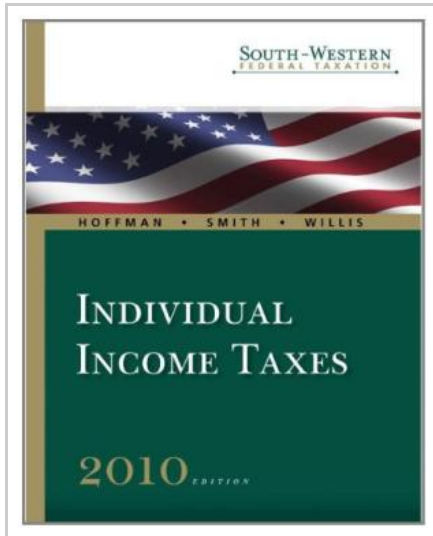 SOUTH-WESTERN
FEDERAL TAXATION
HOFFMAN • SMITH • WILLIS
INDIVIDUAL
INCOME TAXES
2010 EDITION